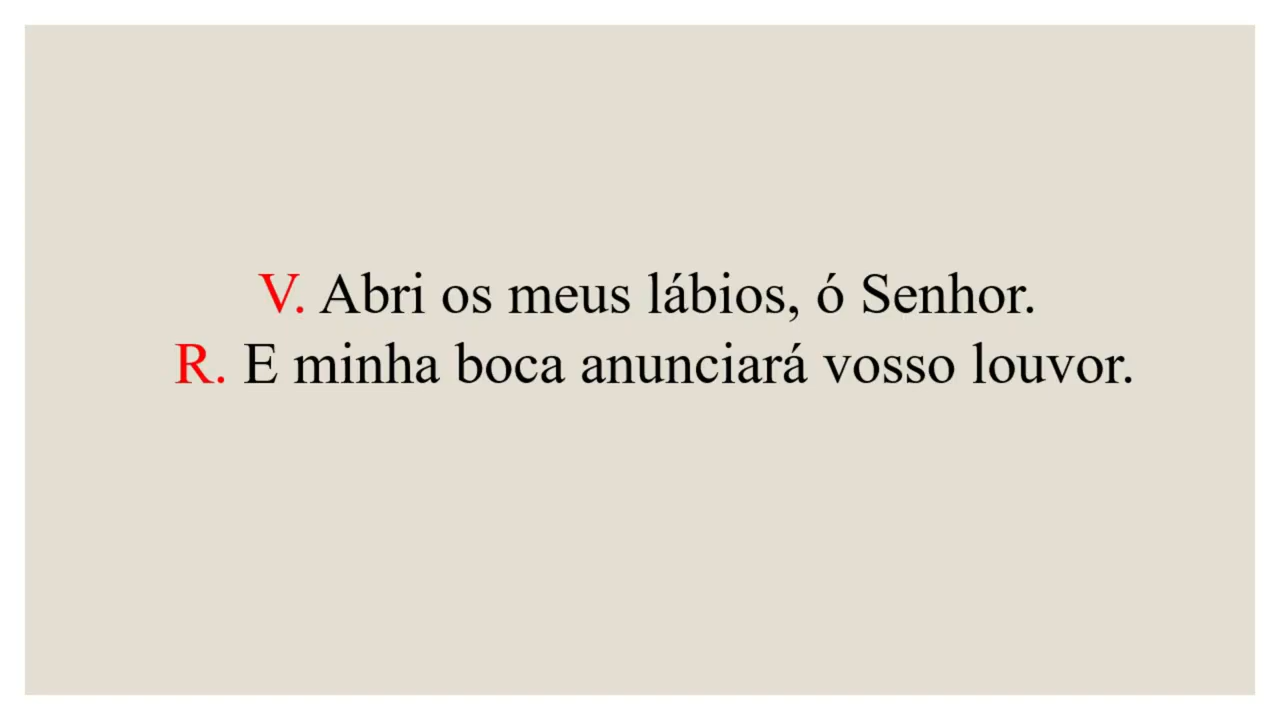 V. Abri os meus lábios, ó Senhor.
R. E minha boca anunciará vosso louvor.